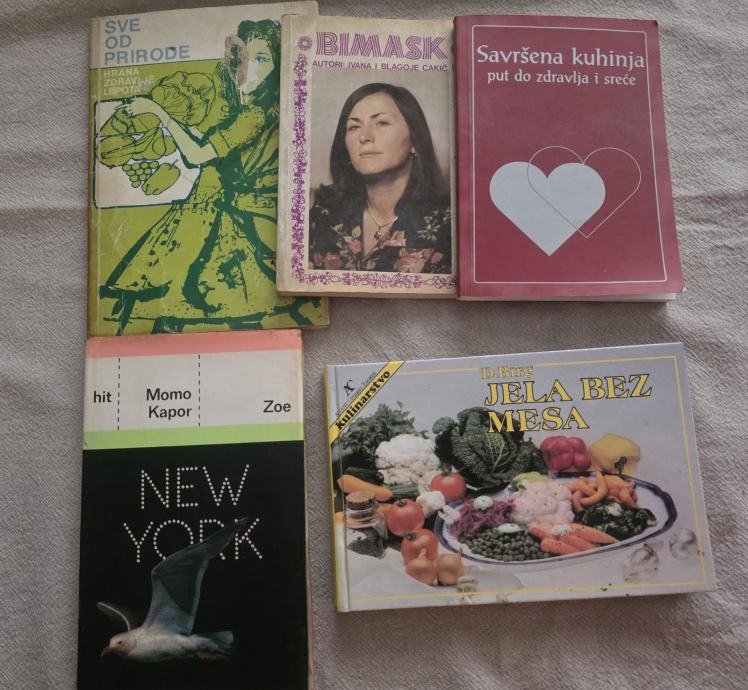 SVE
OD
PRIRODE
HRANA
ZDRAVLJE
LEPOTA
BIMASK
AUTORI: IVANA I BLAGOJE CAKIĆ
Savršena kuhinja
put do zdravlja i sreće
hit
Momo
Kapor
Zoe
NEW
YORK
kulinarstvo
D. Birg
JELA BEZ
MESA